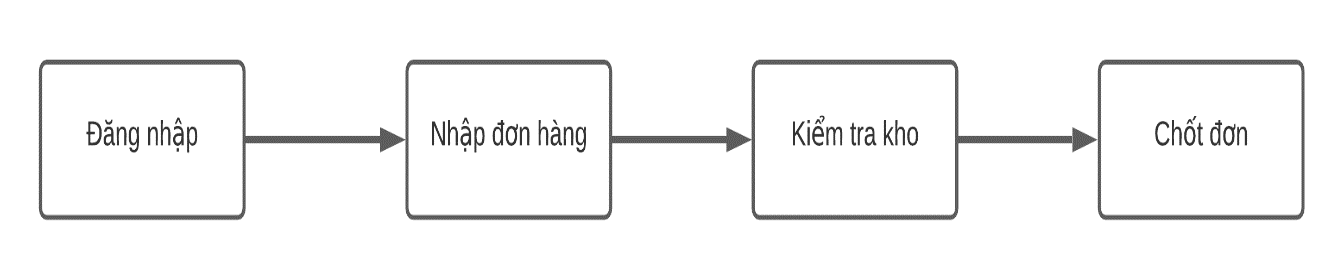 Đăng nhập
Nhập đơn hàng
Kiểm tra kho
Chốt đơn